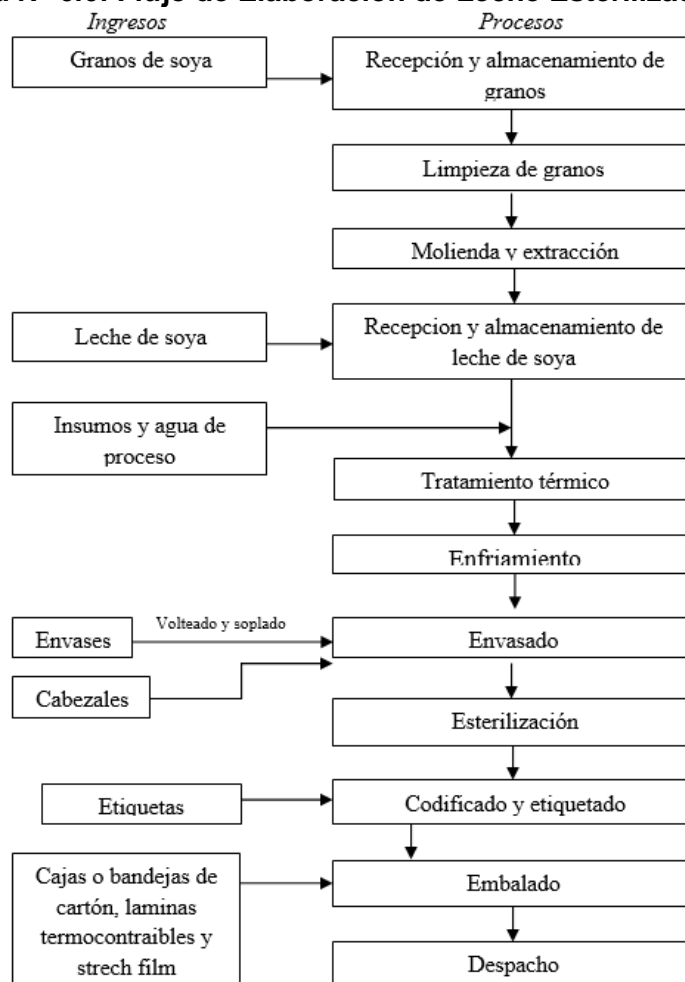 Ingresos
Procesos
Granos de soya
Recepción y almacenamiento de
granos
Limpieza de granos
Molienda y extracción
Leche de soya
Recepcion y almacenamiento de
leche de soya
Insumos y agua de
proceso
Tratamiento térmico
Enfriamiento
Envases
Volteado y soplado
Envasado
Cabezales
Esterilización
Etiquetas
Codificado y etiquetado
Cajas o bandejas de
cartón, laminas
termocontraibles y
strech film
Embalado
Despacho